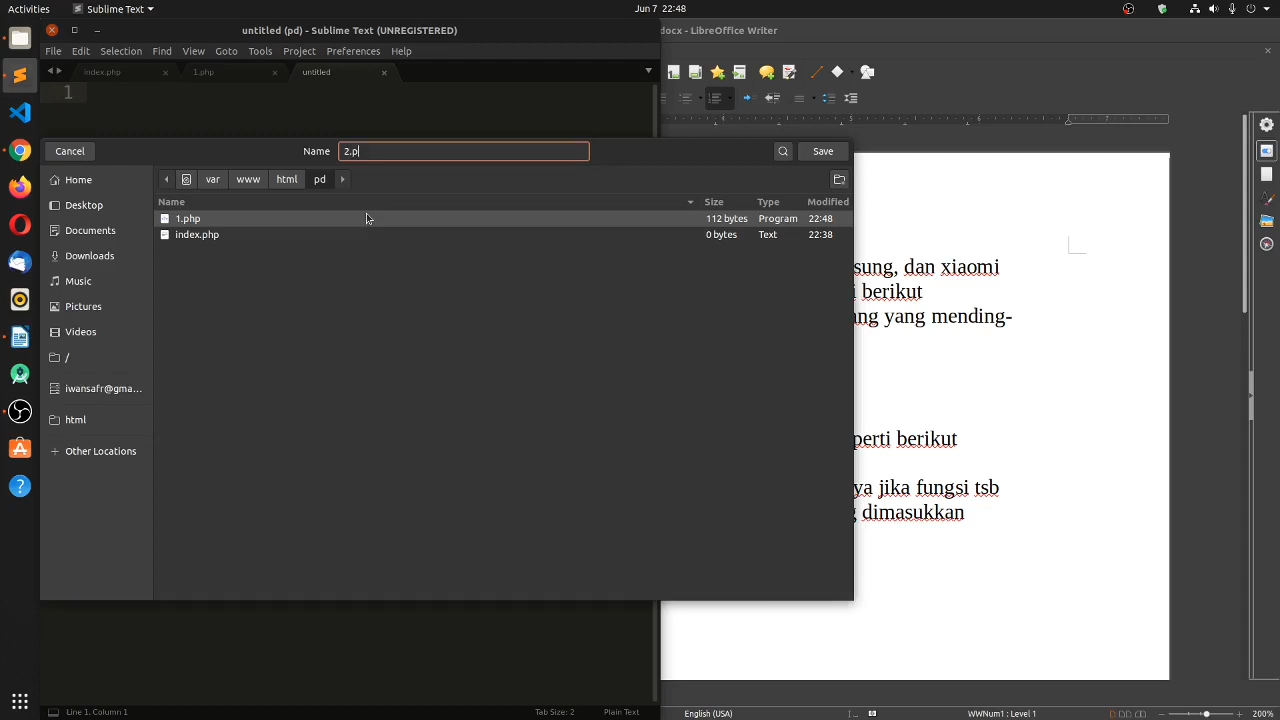 Activities
Sublime Text
Jun 7 22:48
untitled (pd) - Sublime Text (UNREGISTERED)
docx - LibreOffice Writer
File Edit Selection Find View Goto Tools Project Preferences Help
index.php
1.php
untitled
1
Cancel
Name
2.p
Save
var
www
html
pd
Name Size Type Modified
1.php 112 bytes Program 22:48
index.php 0 bytes Text 22:38
Home
Desktop
Documents
Downloads
Music
Pictures
Videos
/
iwansafr@gma...
html
Other Locations
sung, dan xiaomi
i berikut
ang yang mending-
perti berikut
ya jika fungsi tsb
g dimasukkan
Line 1, Column 1
Tab Size: 2
Plain Text
English (USA)
WWNum1 : Level 1
200%